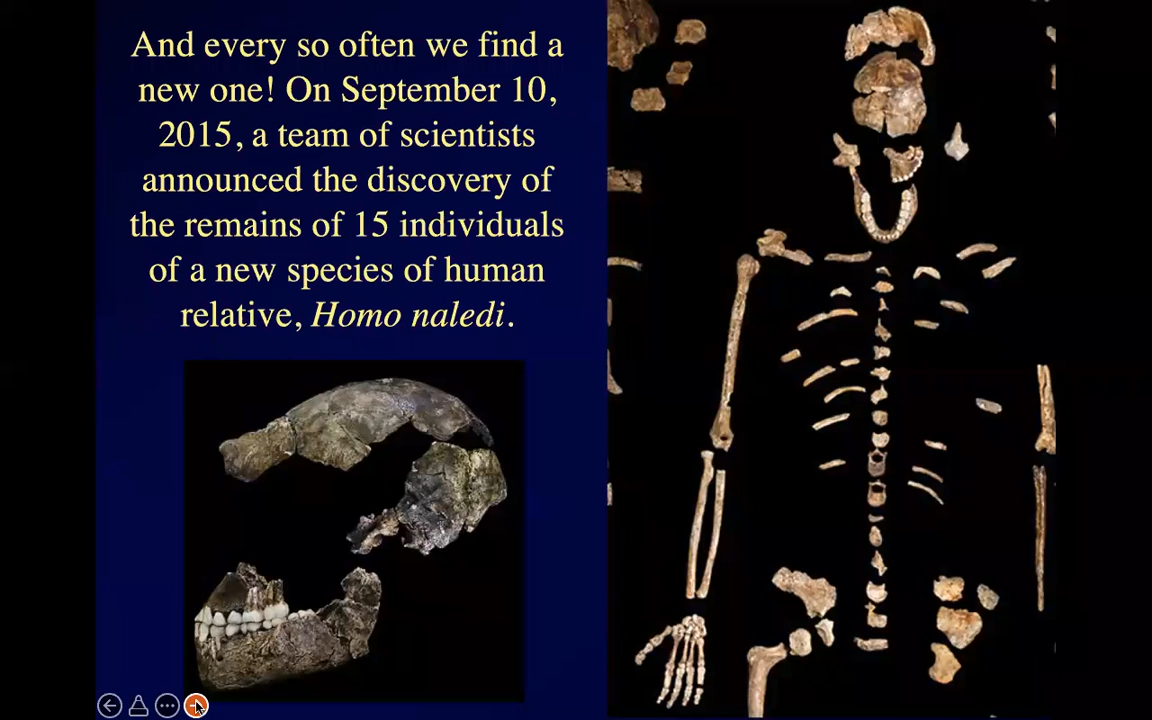 And every so often we find a
new one! On September 10,
2015, a team of scientists
announced the discovery of
the remains of 15 individuals
of a new species of human
relative, Homo naledi.